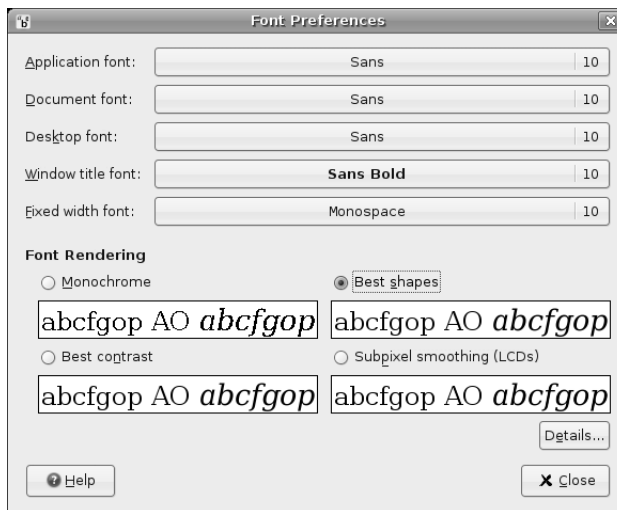 Font Preferences
Application font: Sans 10
Document font: Sans 10
Desktop font: Sans 10
Window title font: Sans Bold 10
Fixed width font: Monospace 10
Font Rendering
Monochrome Best shapes
abcfgop AO abcfgop abcfgop AO abcfgop
Best contrast Subpixel smoothing (LCDs)
abcfgop AO abcfgop abcfgop AO abcfgop
Details...
Help Close